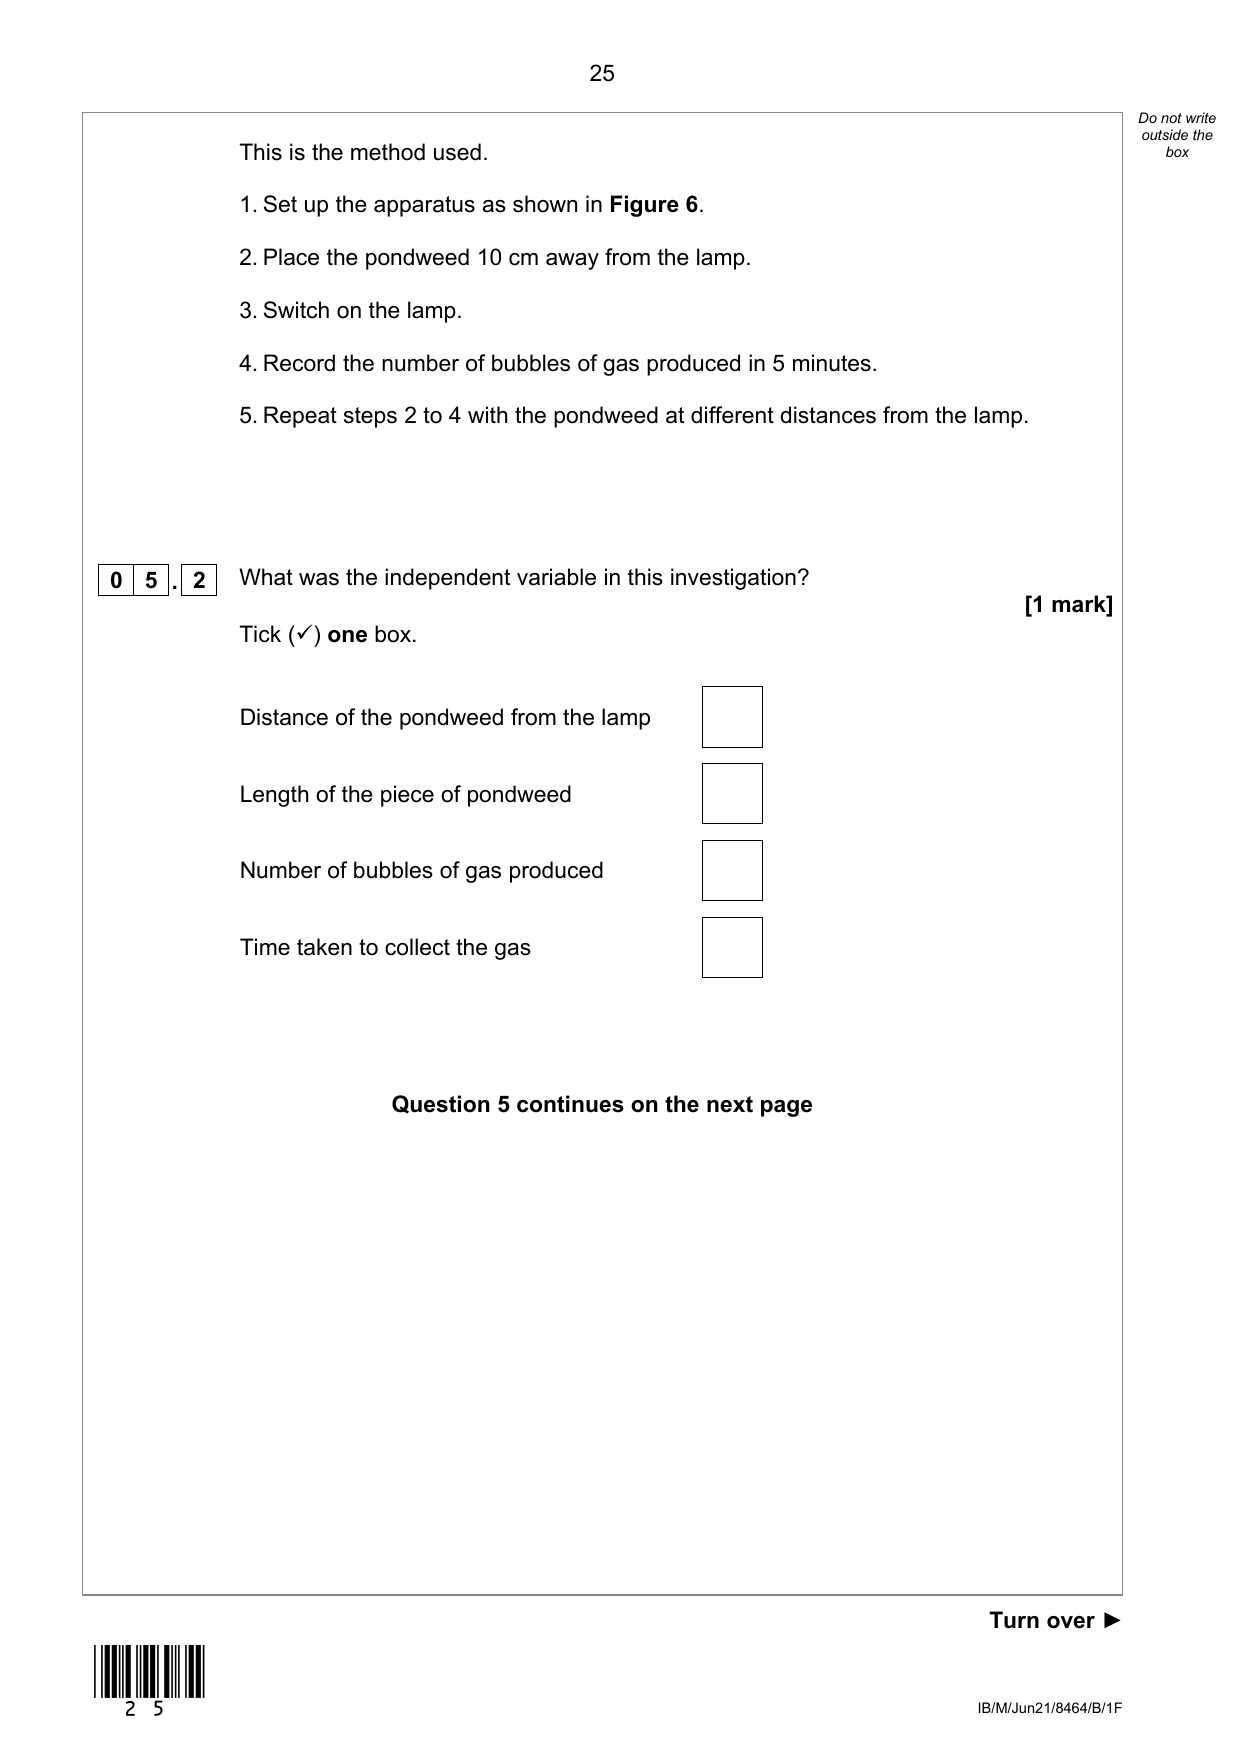 25
Do not write
outside the
box
This is the method used.
1. Set up the apparatus as shown in Figure 6.
2. Place the pondweed 10 cm away from the lamp.
3. Switch on the lamp.
4. Record the number of bubbles of gas produced in 5 minutes.
5. Repeat steps 2 to 4 with the pondweed at different distances from the lamp.
0 5 . 2 What was the independent variable in this investigation?
[1 mark]
Tick (✓) one box.
Distance of the pondweed from the lamp
Length of the piece of pondweed
Number of bubbles of gas produced
Time taken to collect the gas
Question 5 continues on the next page
Turn over ►
2 5
IB/M/Jun21/8464/B/1F